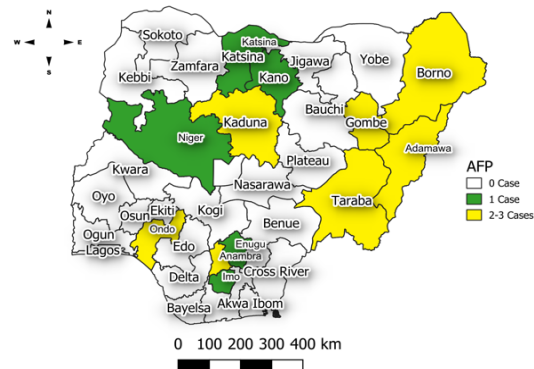 N
W E
S
Sokoto
Katsina
Katsina
Zamfara
Kebbi
Kano
Jigawa
Yobe
Borno
Bauchi
Gombe
Kaduna
Niger
Adamawa
Plateau
Kwara
Nasarawa
Taraba
Oyo
Ekiti
Kogi
Osun
Ondo
Benue
Ogun
Edo
Enugu
Lagos
Anambra
Imo
Cross River
Delta
Bayelsa
Akwa Ibom
AFP
0 Case
1 Case
2-3 Cases
0 100 200 300 400 km